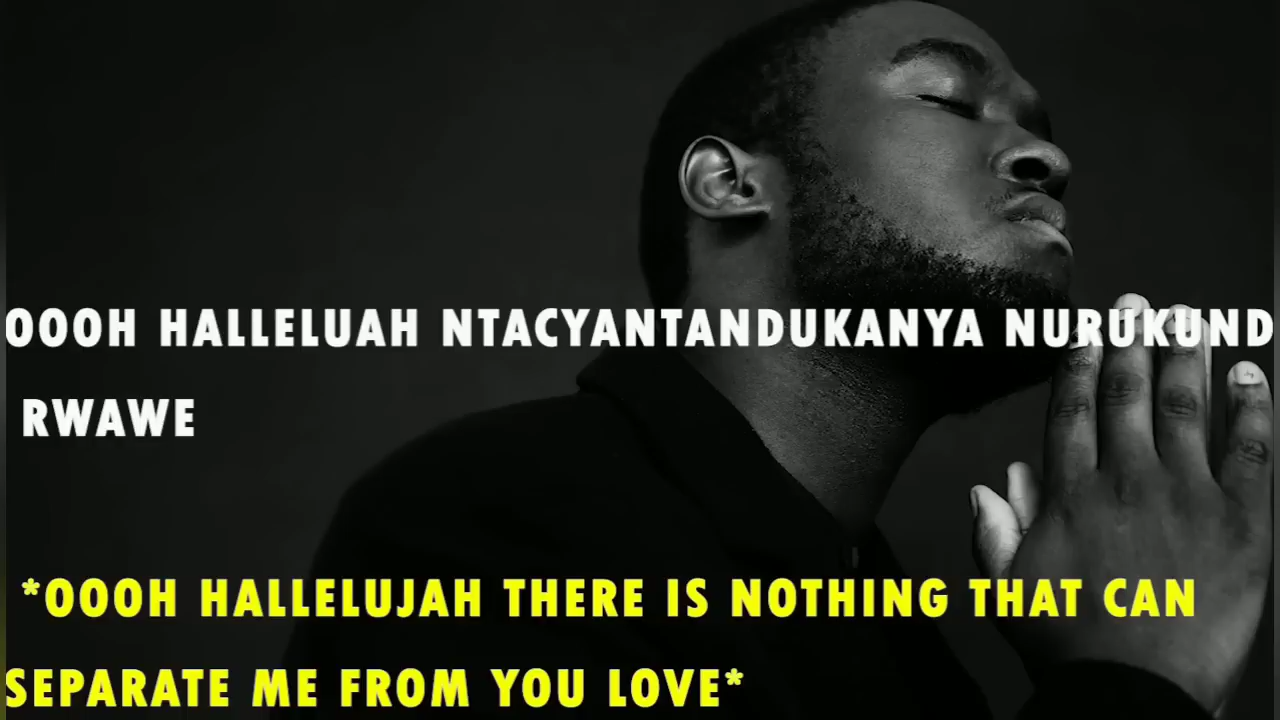 OOOH HALLELUAH NTACYANTANDUKANYA NURUKUND
RWAWE
*OOOH HALLELUJAH THERE IS NOTHING THAT CAN
SEPARATE ME FROM YOU LOVE*